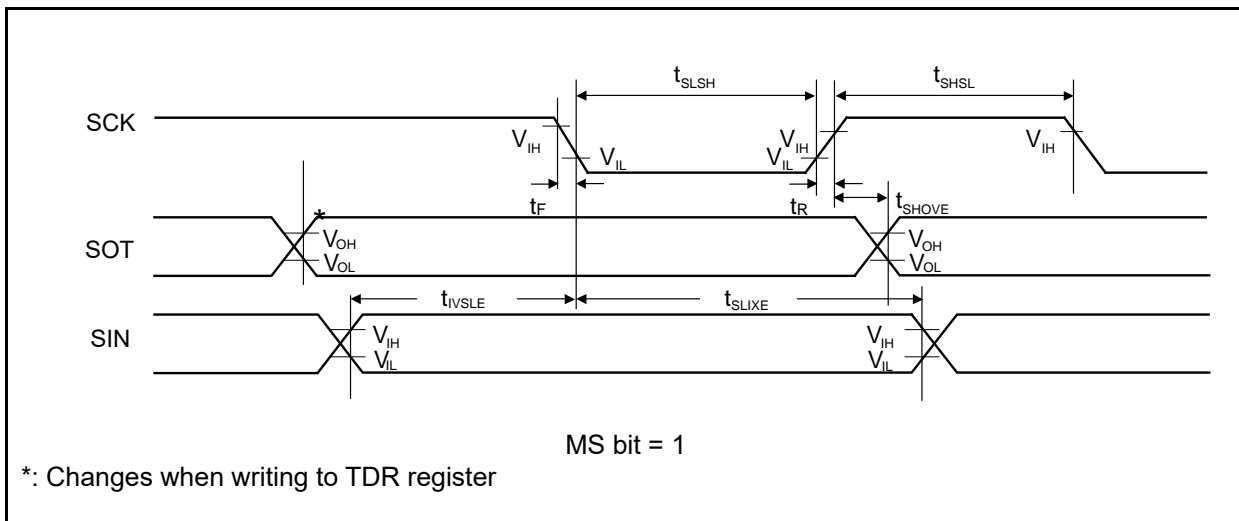 tSLSH tSHSL
SCK
VIH VIL VIH VIL VIH
tF tR tSHOVE
*
SOT
VOH VOL VOH VOL
tIVSLE tSLIXE
SIN
VIH VIL VIH VIL
MS bit = 1
*: Changes when writing to TDR register